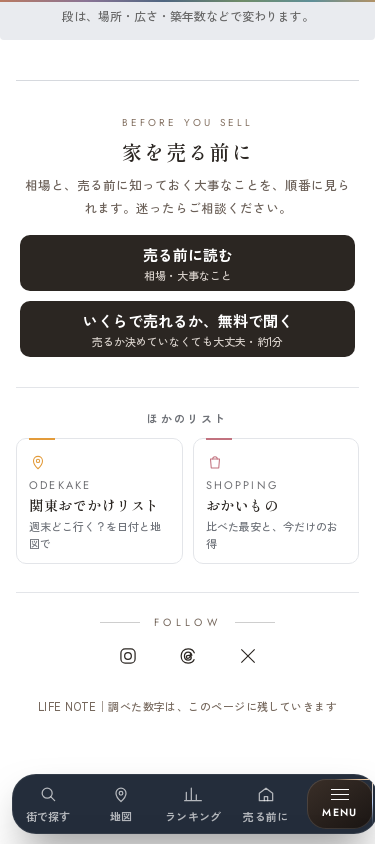 段は、場所・広さ・築年数などで変わります。
BEFORE YOU SELL
家を売る前に
相場と、売る前に知っておく大事なことを、順番に見ら
れます。迷ったらご相談ください。
売る前に読む
相場・大事なこと
いくらで売れるか、無料で聞く
売るか決めていなくても大丈夫・約1分
ほかのリスト
ODEKAKE
関東おでかけリスト
週末どこ行く？を日付と地
図で
SHOPPING
おかいもの
比べた最安と、今だけのお
得
FOLLOW
LIFE NOTE｜調べた数字は、このページに残していきます
街で探す
地図
ランキング
売る前に
MENU